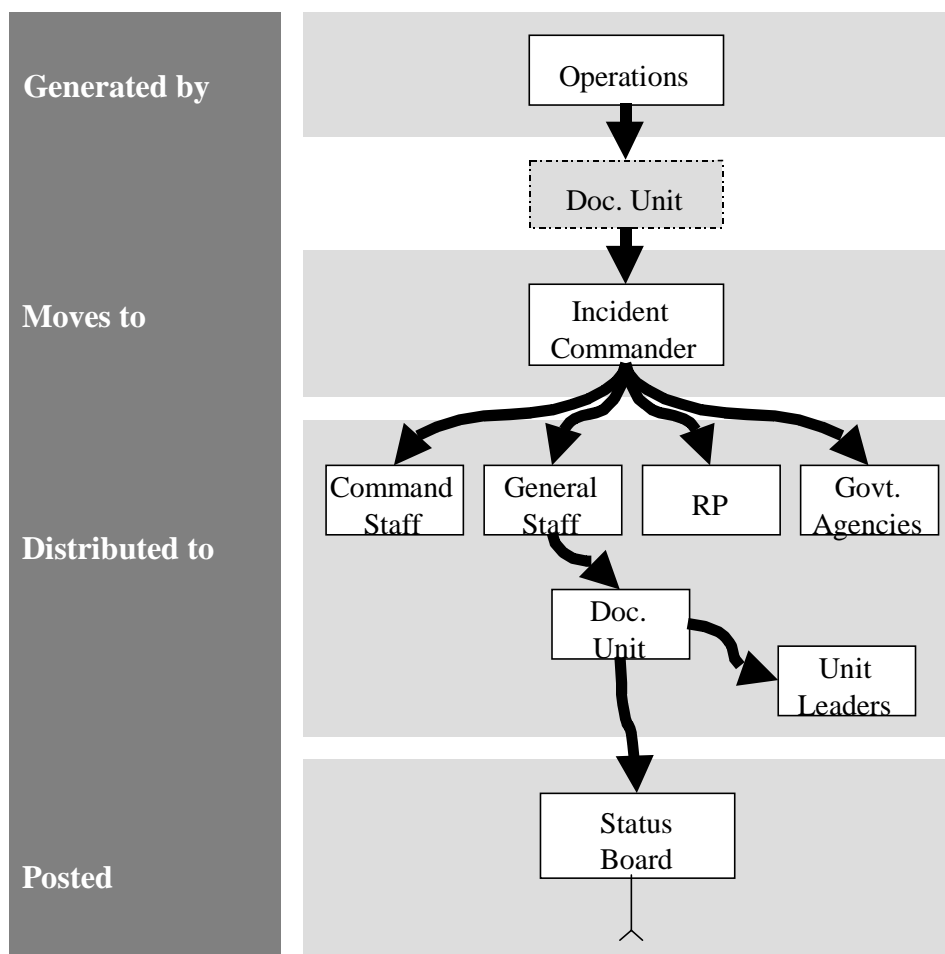 Generated by
Operations
Doc. Unit
Moves to
Incident
Commander
Distributed to
Command
Staff
General
Staff
RP
Govt.
Agencies
Doc.
Unit
Unit
Leaders
Posted
Status
Board